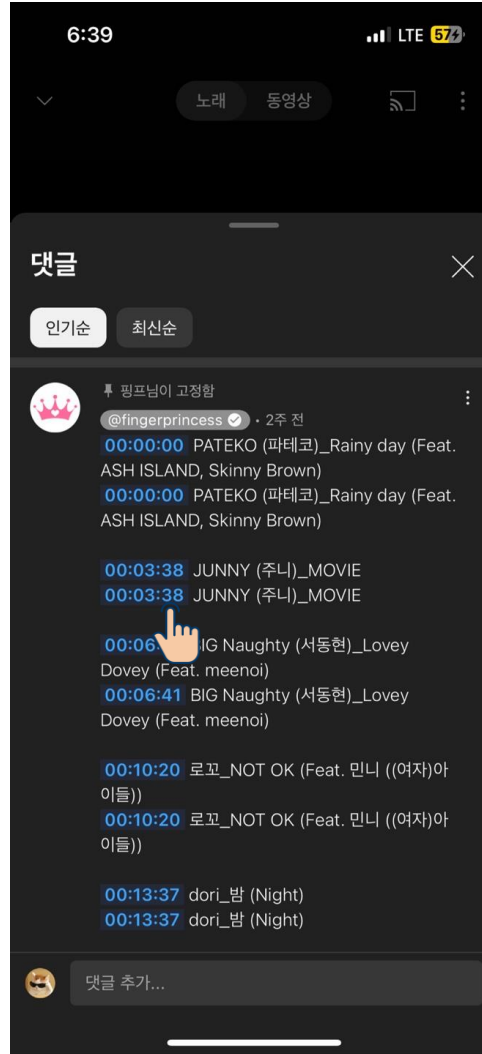 6:39
LTE 57
노래 동영상
댓글
인기순 최신순
핑프님이 고정함
@fingerprincess · 2주 전
00:00:00 PATEKO (파테코)_Rainy day (Feat.
ASH ISLAND, Skinny Brown)
00:00:00 PATEKO (파테코)_Rainy day (Feat.
ASH ISLAND, Skinny Brown)
00:03:38 JUNNY (주니)_MOVIE
00:03:38 JUNNY (주니)_MOVIE
Naughty (서동현)_Lovey
Dovey (Feat. meenoi)
00:06:41 BIG Naughty (서동현)_Lovey
Dovey (Feat. meenoi)
00:10:20 로꼬_NOT OK (Feat. 민니 ((여자)아
이들))
00:10:20 로꼬_NOT OK (Feat. 민니 ((여자)아
이들))
00:13:37 dori_밤 (Night)
00:13:37 dori_밤 (Night)
댓글 추가...